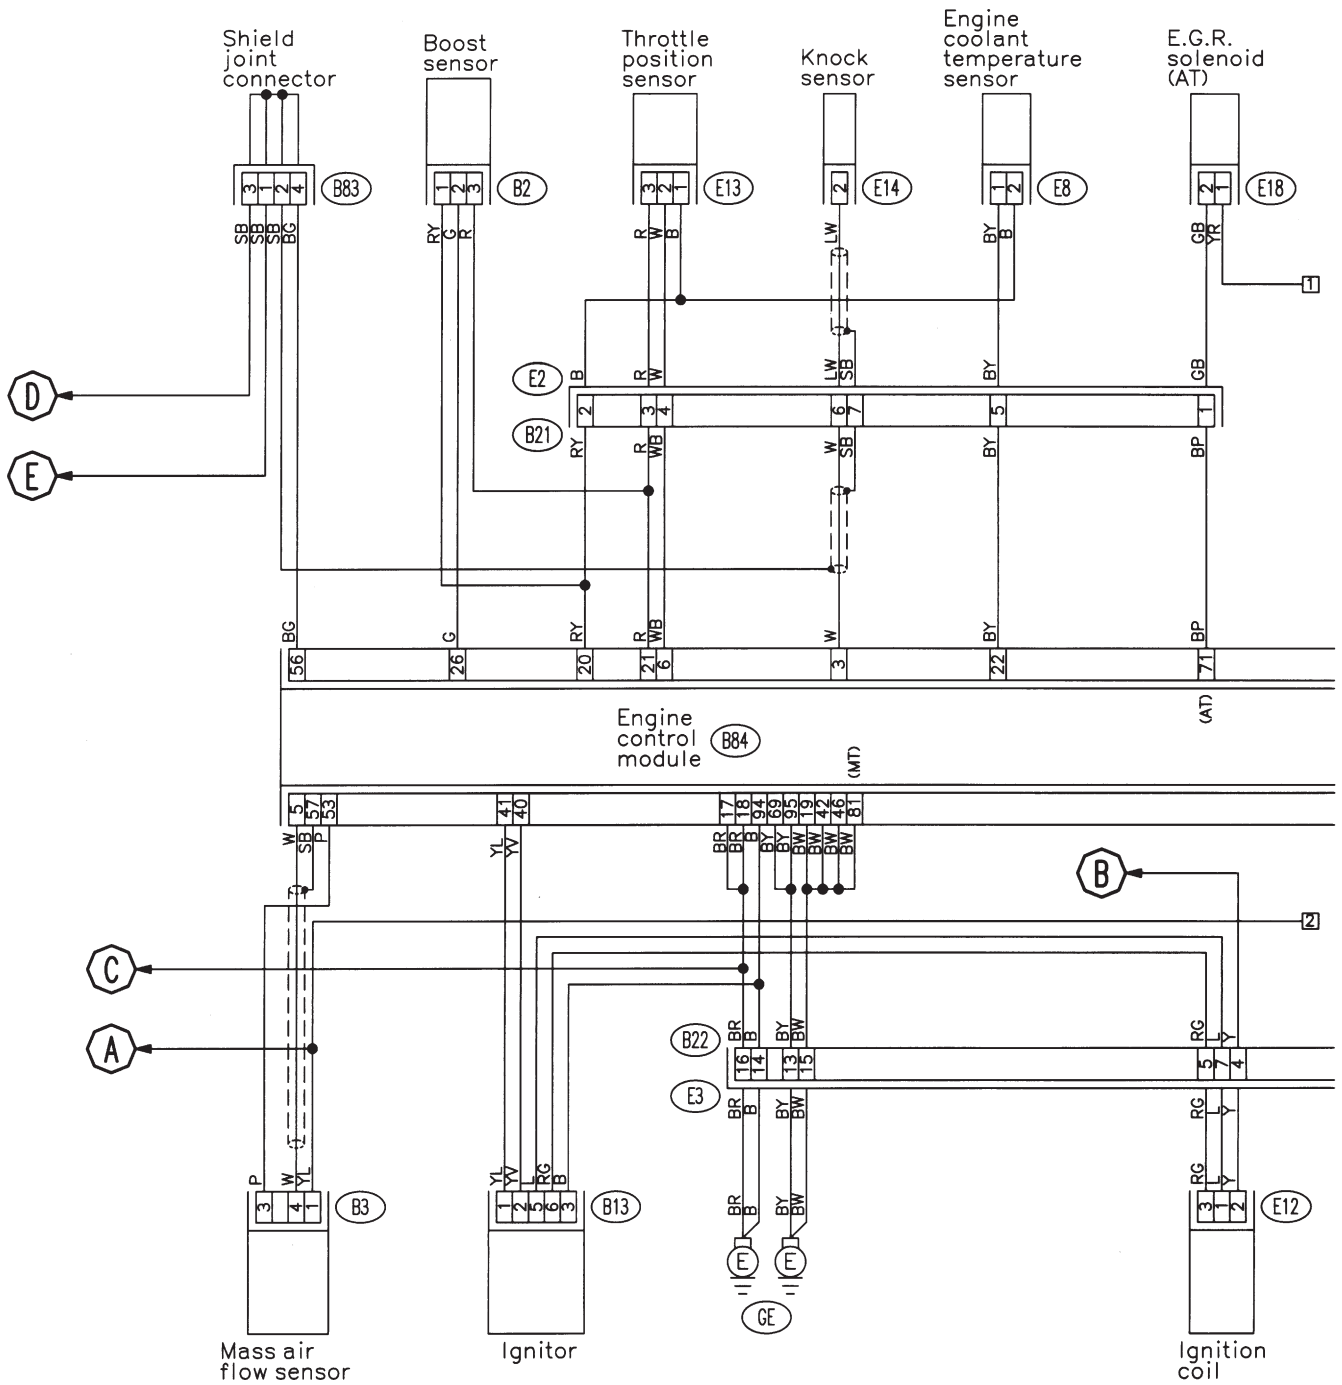 Shield
joint
connector
Boost
sensor
Throttle
position
sensor
Knock
sensor
Engine
coolant
temperature
sensor
E.G.R.
solenoid
(AT)
3 1 2 4
B83
1 2 3
B2
3 2 1
E13
2
E14
1 2
E8
2 1
E18
SB SB SB BG
RY G R
R W B
LW
BY B
GB YR
1
D
E2
B R W LW SB BY GB
2 3 4 6 7 5 1
B21
RY R WB W SB BY BP
E
BG G RY R WB W BY BP
56 26 20 21 6 3 22 71
(AT)
Engine
control
module
B84
(MT)
5 57 53 41 40 17 18 94 69 95 19 42 46 81
W SB P YL YV BR BR B BY BY BW BW BW BW
B
2
C
A
B22
BR B BY BW RG L Y
16 14 13 15 5 7 4
E3
BR B BY BW RG L Y
P W YL
YL YV L RG B
BR B BY BW
RG L Y
3 4 1
B3
1 2 5 6 3
B13
3 1 2
E12
E E
GE
Mass air
flow sensor
Ignitor
Ignition
coil